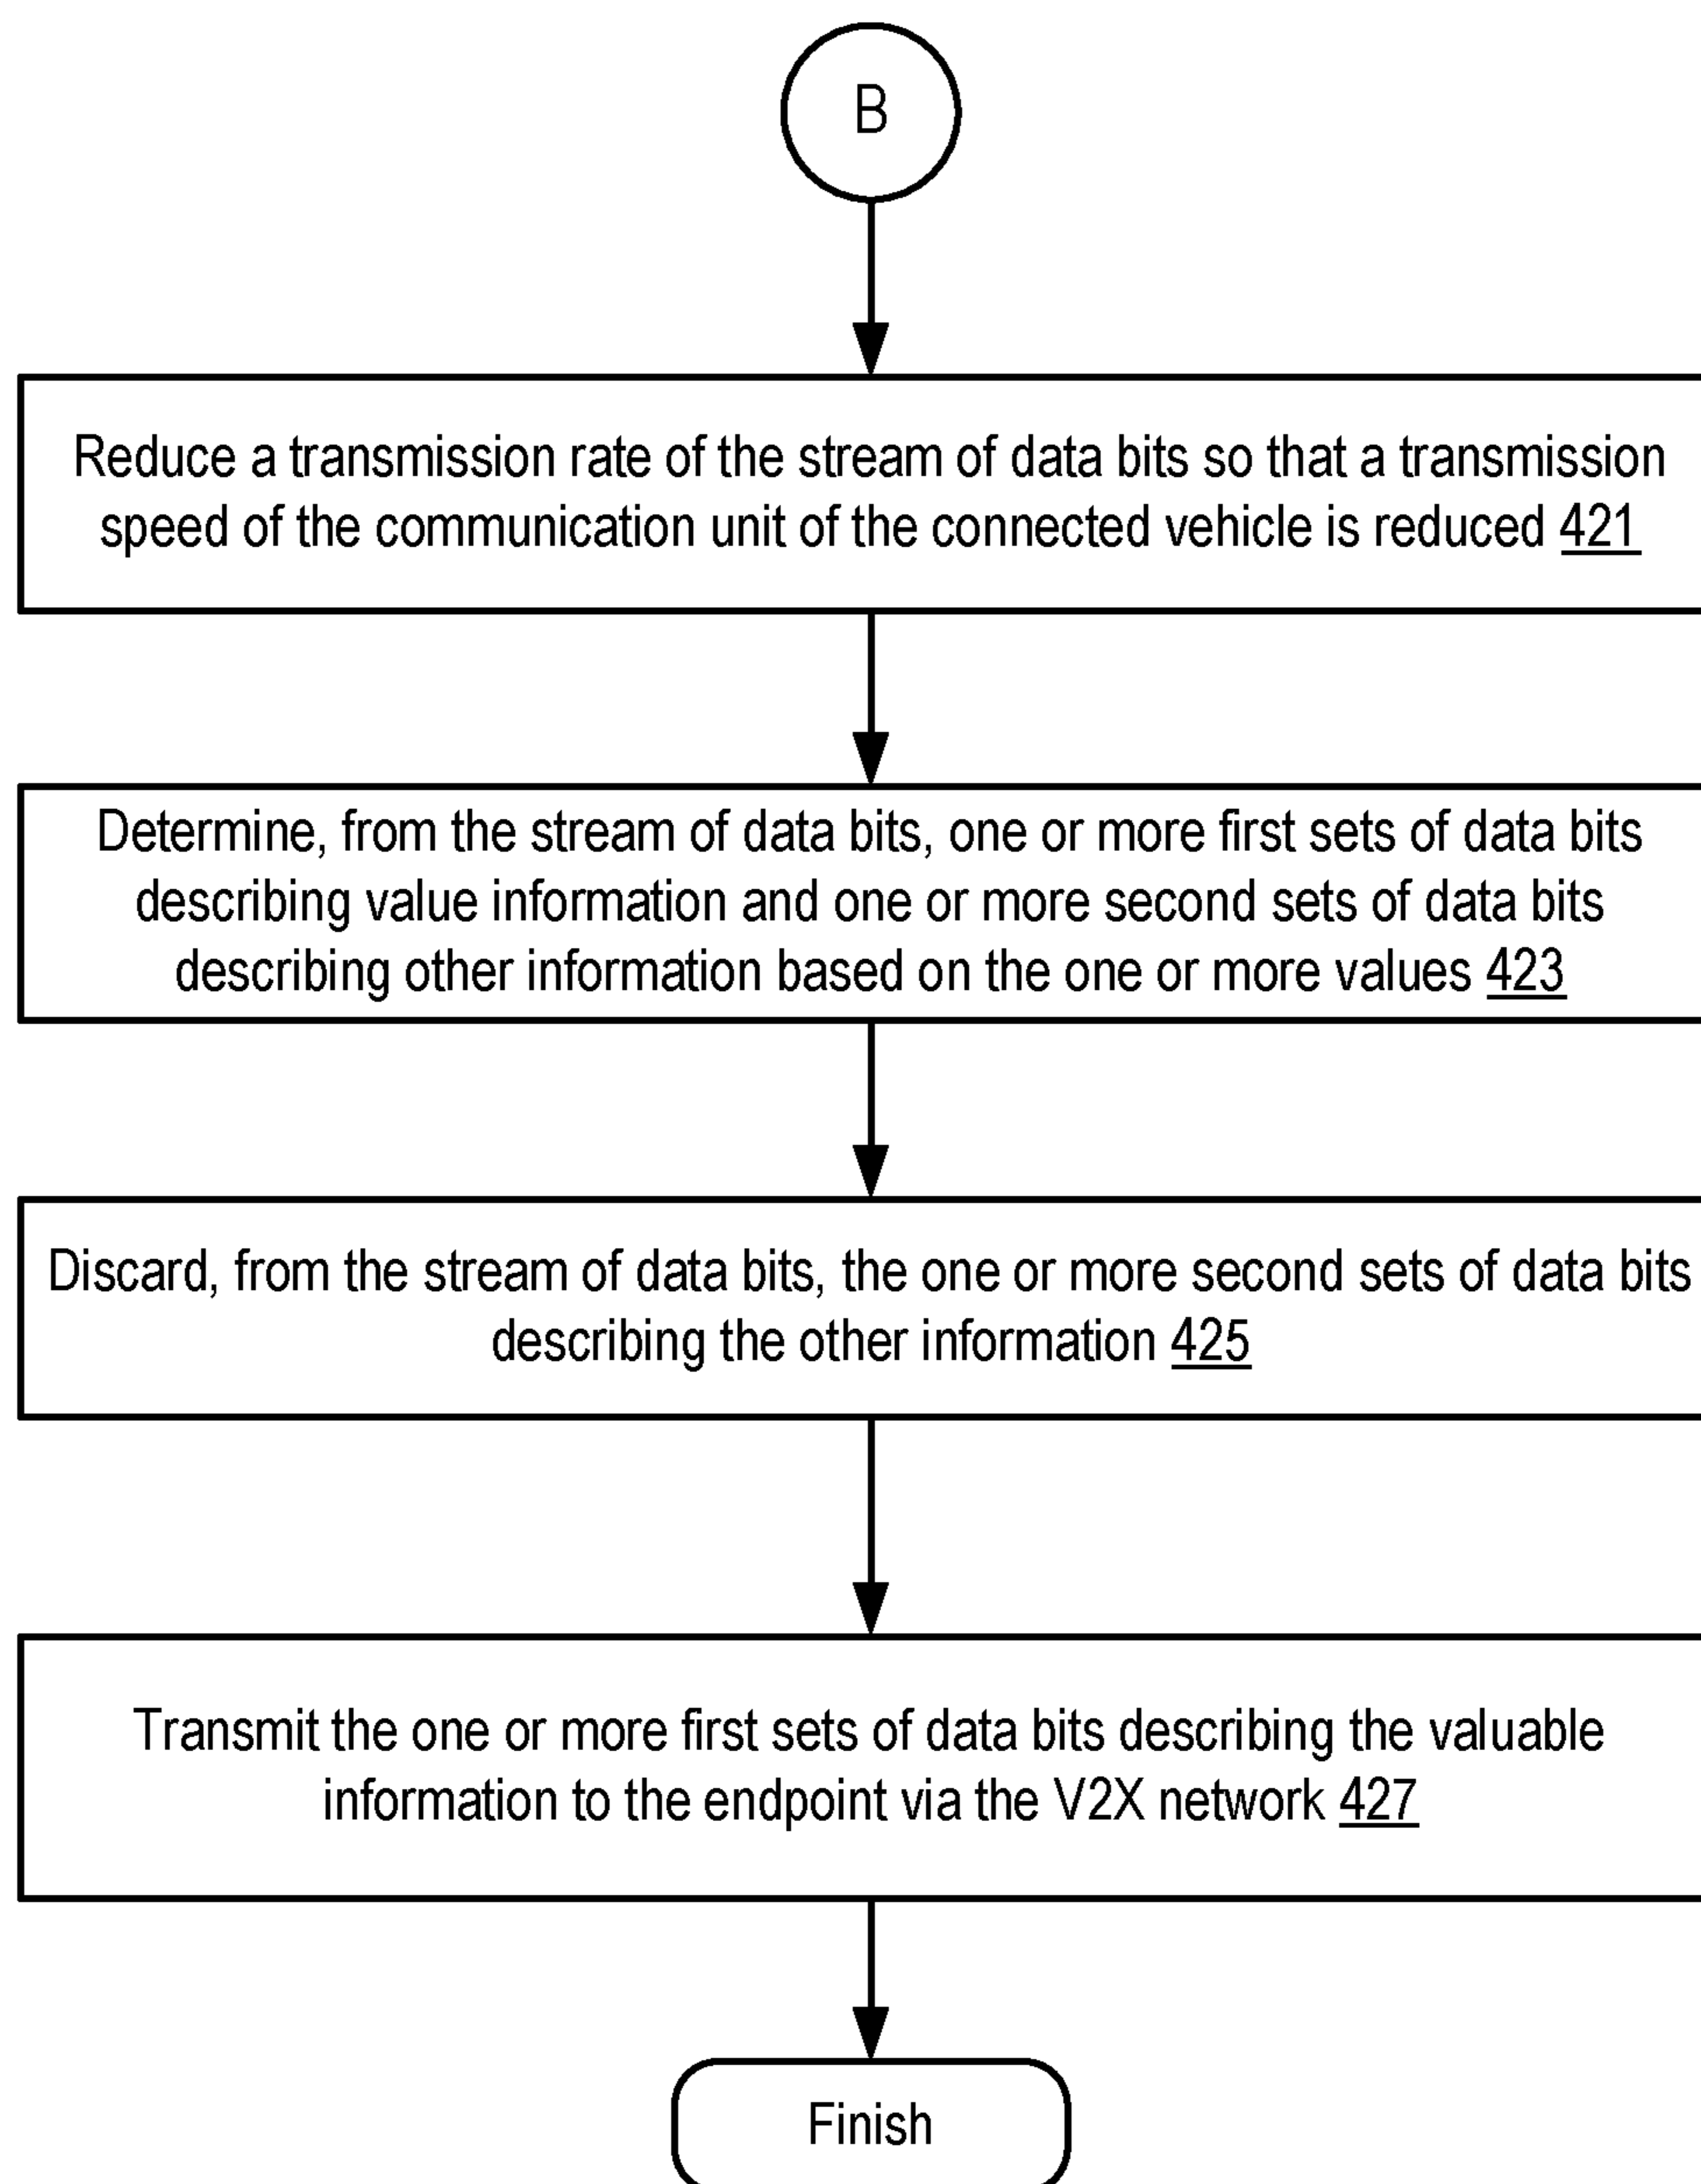 B
Reduce a transmission rate of the stream of data bits so that a transmission
speed of the communication unit of the connected vehicle is reduced 421
Determine, from the stream of data bits, one or more first sets of data bits
describing value information and one or more second sets of data bits
describing other information based on the one or more values 423
Discard, from the stream of data bits, the one or more second sets of data bits
describing the other information 425
Transmit the one or more first sets of data bits describing the valuable
information to the endpoint via the V2X network 427
Finish